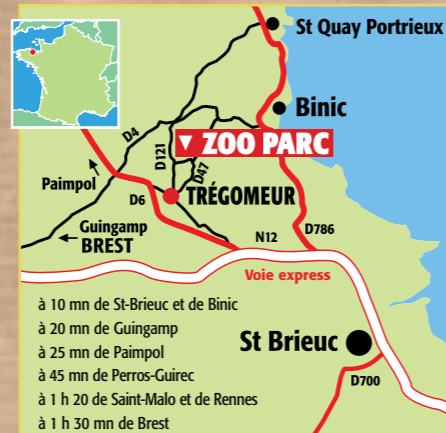 St Quay Portrieux
Binic
D4
D121
▼ ZOO PARC
D47
Paimpol
TRÉGOMEUR
D6
Guingamp
BREST
N12
D786
Voie express
à 10 mn de St-Brieuc et de Binic
à 20 mn de Guingamp
à 25 mn de Paimpol
à 45 mn de Perros-Guirec
à 1 h 20 de Saint-Malo et de Rennes
à 1 h 30 mn de Brest
St Brieuc
D700